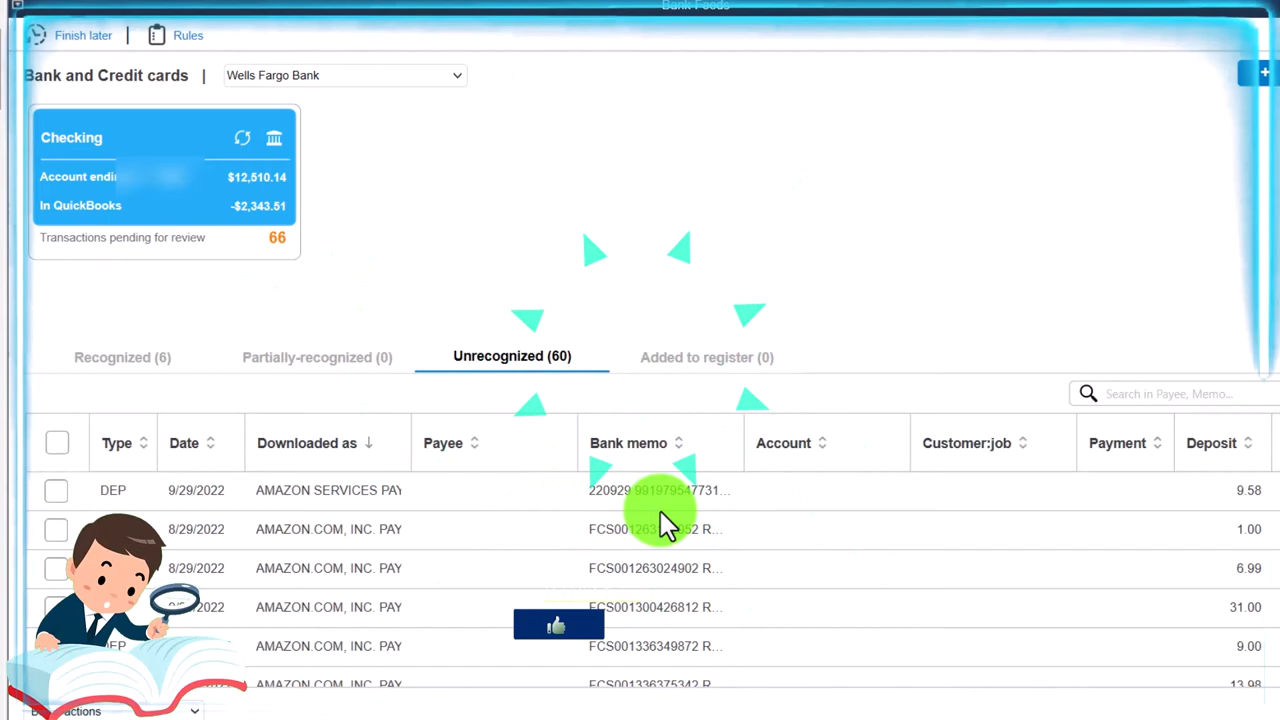 Bank Feeds
Finish later | Rules
Bank and Credit cards | Wells Fargo Bank
Checking
Account endi $12,510.14
In QuickBooks -$2,343.51
Transactions pending for review 66
Recognized (6) Partially-recognized (0) Unrecognized (60) Added to register (0)
Search in Payee, Memo...
Type Date Downloaded as Payee Bank memo Account Customer:job Payment Deposit
DEP 9/29/2022 AMAZON SERVICES PAY 220929 991979547731... 9.58
8/29/2022 AMAZON.COM, INC. PAY R... 1.00
8/29/2022 AMAZON.COM, INC. PAY FCS001263024902 R... 6.99
AMAZON.COM, INC. PAY FCS001300426812 R... 31.00
AMAZON.COM, INC. PAY FCS001336349872 R... 9.00
AMAZON.COM, INC. PAY FCS001336375342 R... 13.98